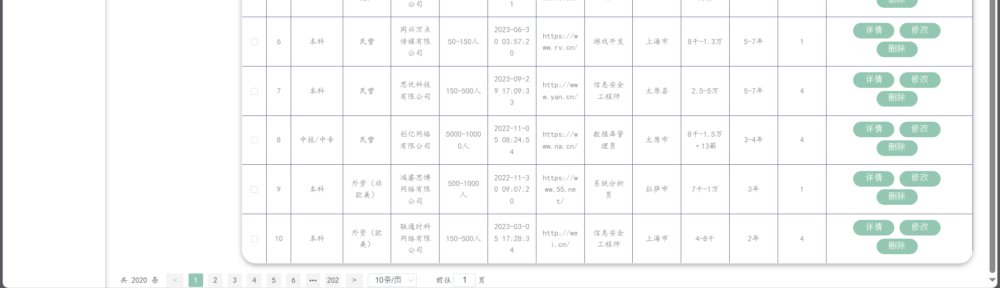 公司
1
删除
6 本科 民营 同兴万点传媒有限公司 50-150人 2023-06-30 03:57:20 https://www.rv.cn/ 游戏开发 上海市 8千-1.3万 5-7年 1 详情 修改 删除
7 本科 民营 思优科技有限公司 150-500人 2023-09-29 17:09:33 http://www.yan.cn/ 信息安全工程师 太原县 2.5-5万 5-7年 4 详情 修改 删除
8 中技/中专 民营 创亿网络有限公司 5000-10000人 2022-11-05 08:24:54 https://www.na.cn/ 数据库管理员 太原市 8千-1.5万·13薪 3-4年 4 详情 修改 删除
9 本科 外资（非欧美） 鸿睿思博网络有限公司 500-1000人 2022-11-30 09:07:20 https://www.55.net/ 系统分析员 拉萨市 7千-1万 3年 1 详情 修改 删除
10 本科 外资（欧美） 联通时科网络有限公司 150-500人 2023-03-05 17:28:34 http://wei.cn/ 信息安全工程师 上海市 4-8千 2年 4 详情 修改 删除
共 2020 条 < 1 2 3 4 5 6 ••• 202 > 10条/页 前往 1 页